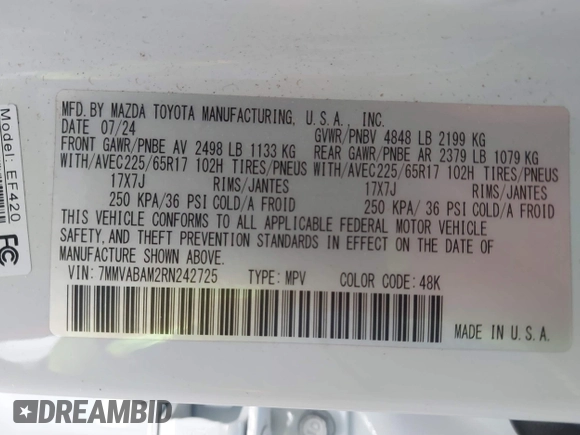 MFD. BY MAZDA TOYOTA MANUFACTURING, U.S.A., INC.
DATE 07/24 GVWR/PNBV 4848 LB 2199 KG
FRONT GAWR/PNBE AV 2498 LB 1133 KG REAR GAWR/PNBE AR 2379 LB 1079 KG
WITH/AVEC225/65R17 102H TIRES/PNEUS WITH/AVEC225/65R17 102H TIRES/PNEUS
17X7J RIMS/JANTES 17X7J RIMS/JANTES
250 KPA/36 PSI COLD/A FROID 250 KPA/36 PSI COLD/A FROID
THIS VEHICLE CONFORMS TO ALL APPLICABLE FEDERAL MOTOR VEHICLE
SAFETY, AND THEFT PREVENTION STANDARDS IN EFFECT ON THE DATE OF
MANUFACTURE SHOWN ABOVE.
VIN: 7MMVABAM2RN242725 TYPE: MPV COLOR CODE: 48K
MADE IN U.S.A.
Model: EF420
FC
DREAMBID